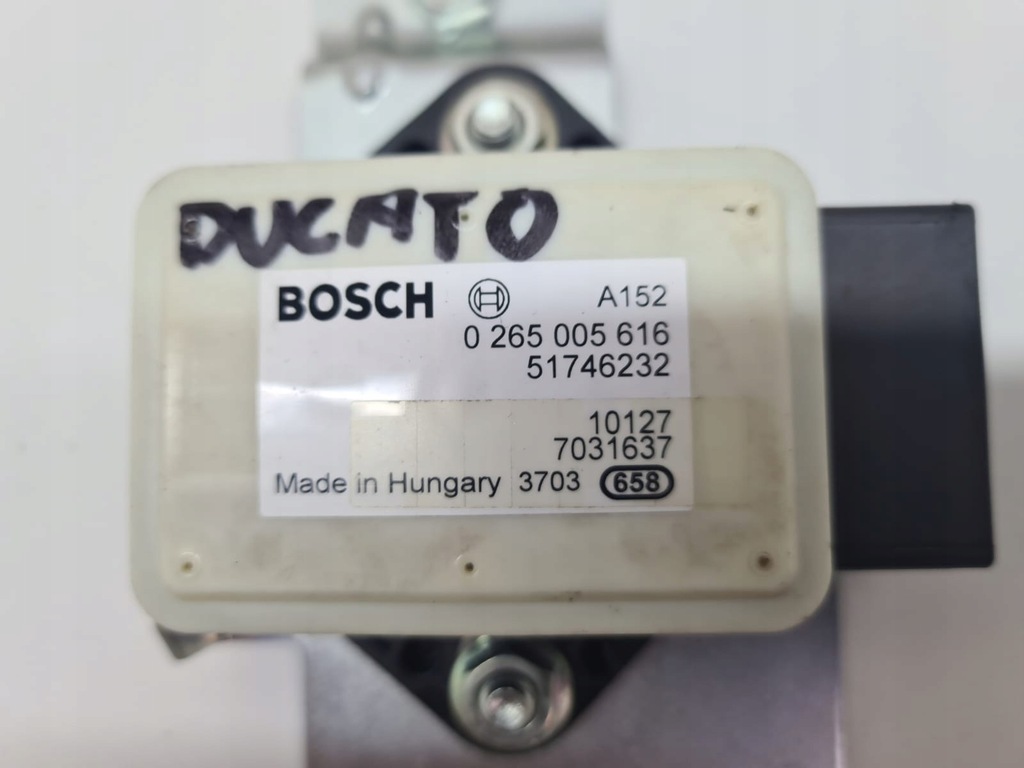 DUCATO
BOSCH A152
0 265 005 616
51746232
10127
7031637
Made in Hungary 3703 658